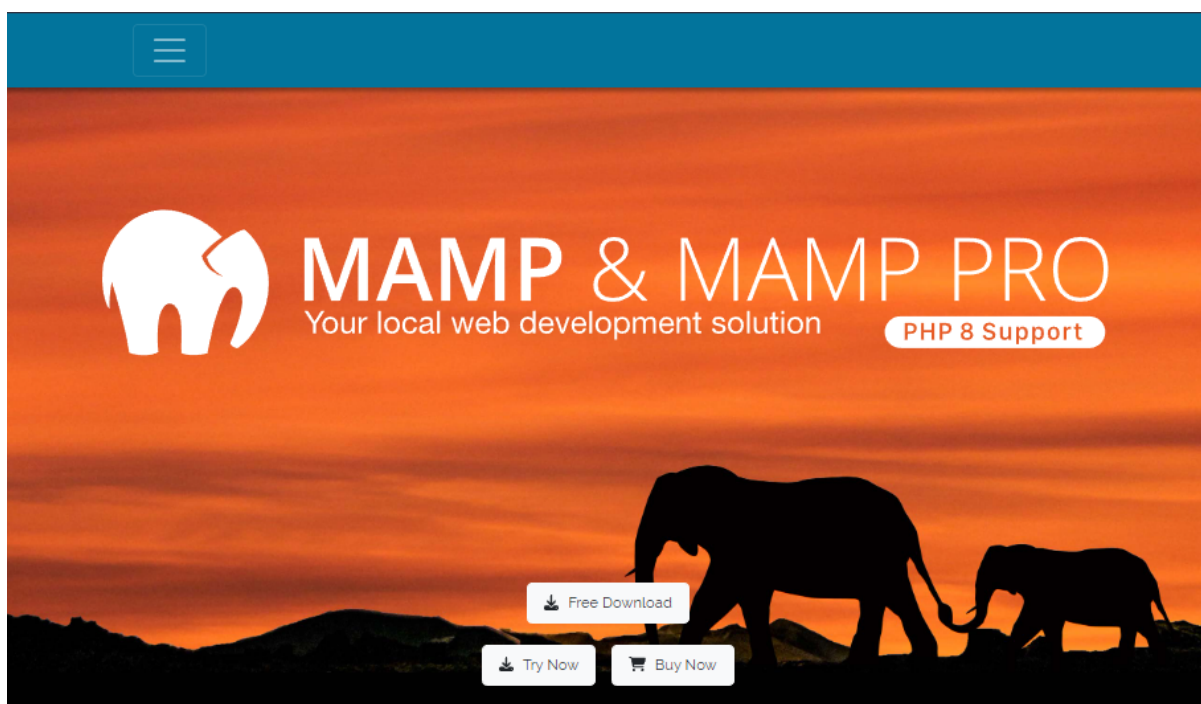 MAMP & MAMP PRO
Your local web development solution
PHP 8 Support
Free Download
Try Now
Buy Now